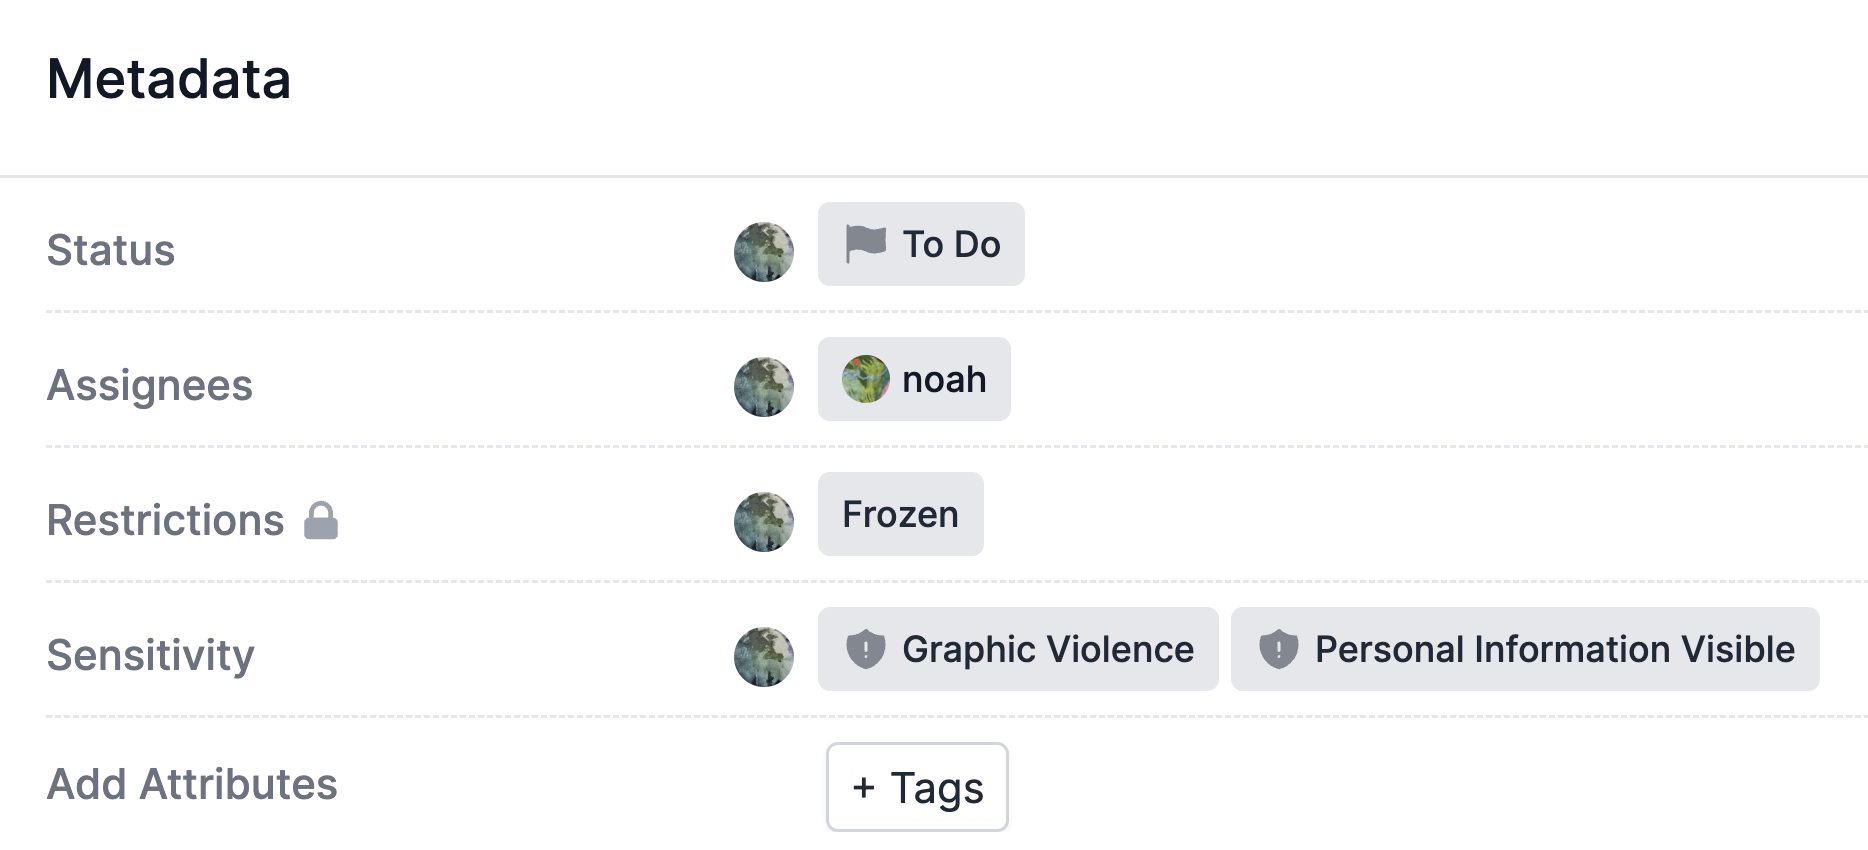 Metadata
Status To Do
Assignees noah
Restrictions Frozen
Sensitivity Graphic Violence Personal Information Visible
Add Attributes + Tags